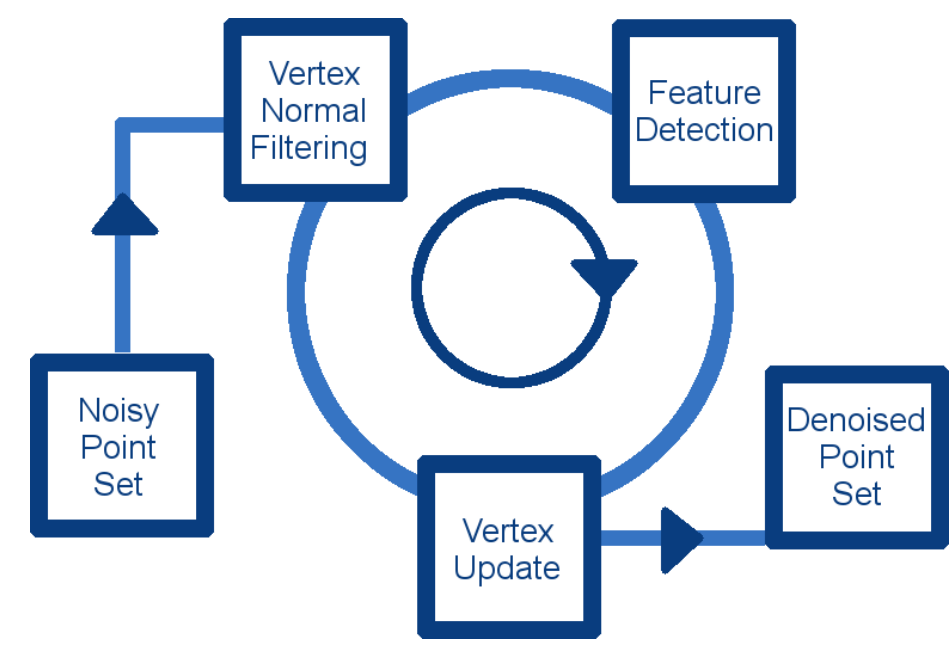 Vertex
Normal
Filtering
Feature
Detection
Noisy
Point
Set
Denoised
Point
Set
Vertex
Update